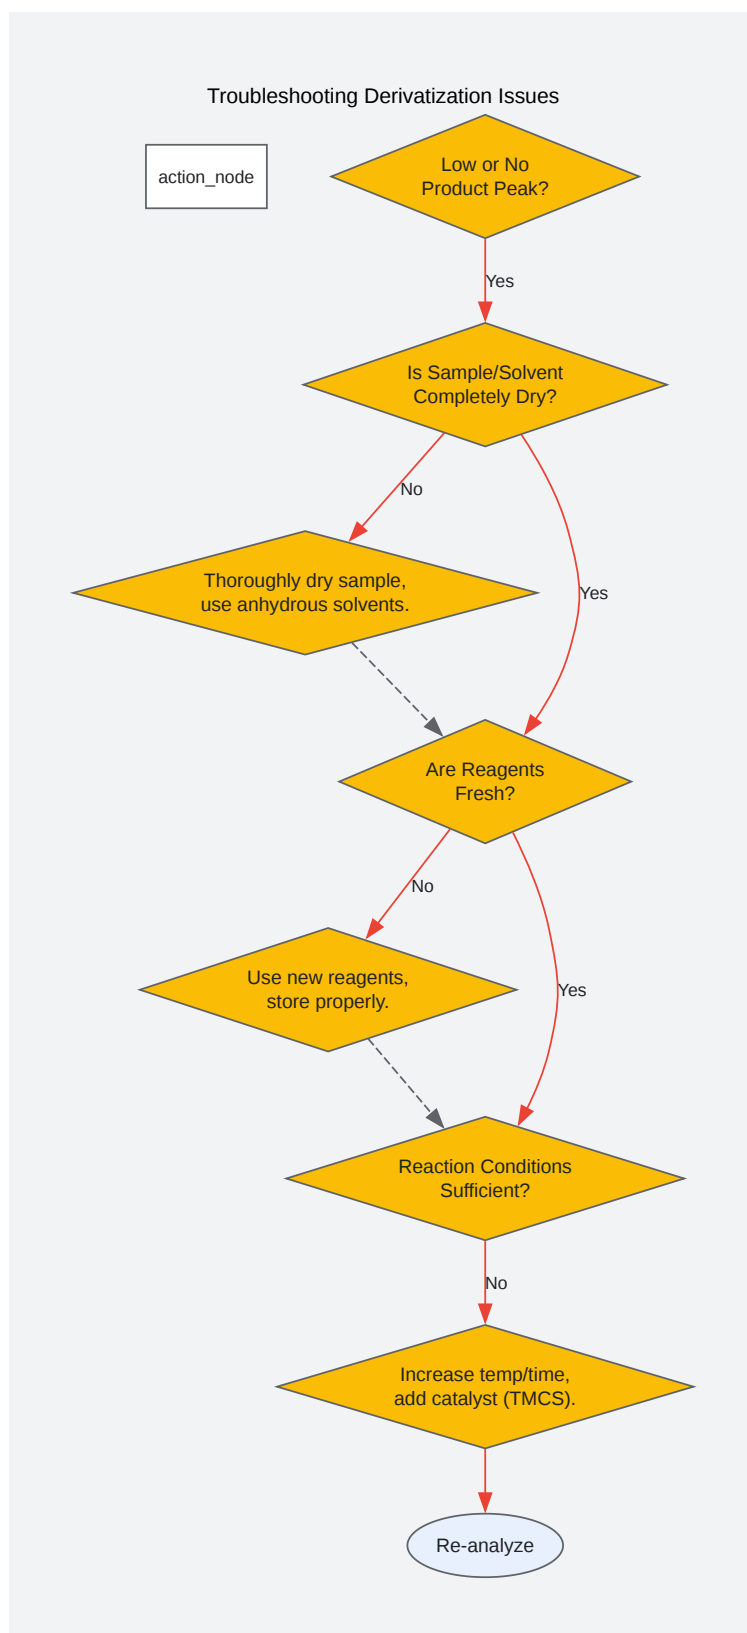 Troubleshooting Derivatization Issues
action_node
Low or No
Product Peak?
Yes
Is Sample/Solvent
Completely Dry?
No
Thoroughly dry sample,
use anhydrous solvents.
Yes
Are Reagents
Fresh?
No
Use new reagents,
store properly.
Yes
Reaction Conditions
Sufficient?
No
Increase temp/time,
add catalyst (TMCS).
Re-analyze